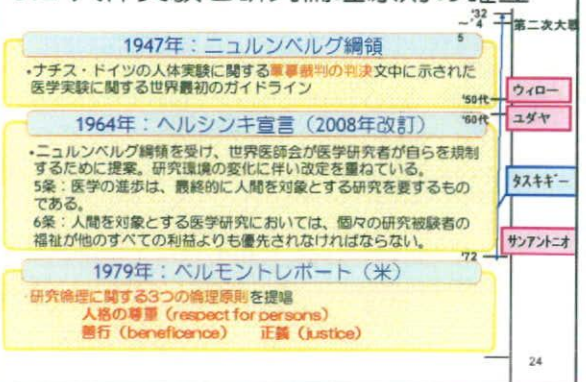 '32
~'4
5
第二次大戦
1947年:ニュルンベルグ綱領
・ナチス・ドイツの人体実験に関する軍事裁判の判決文中に示された
医学実験に関する世界最初のガイドライン
ウィロー
'50代
'60代
ユダヤ
1964年:ヘルシンキ宣言(2008年改訂)
・ニュルンベルグ綱領を受け、世界医師会が医学研究者が自らを規制
するために提案。研究環境の変化に伴い改定を重ねている。
5条:医学の進歩は、最終的に人間を対象とする研究を要するもの
である。
6条:人間を対象とする医学研究においては、個々の研究被験者の
福祉が他のすべての利益よりも優先されなければならない。
タスキギー
サンアントニオ
'72
1979年:ベルモントレポート(米)
・研究倫理に関する3つの倫理原則を提唱
人格の尊重(respect for persons)
善行(beneficence) 正義(justice)
24